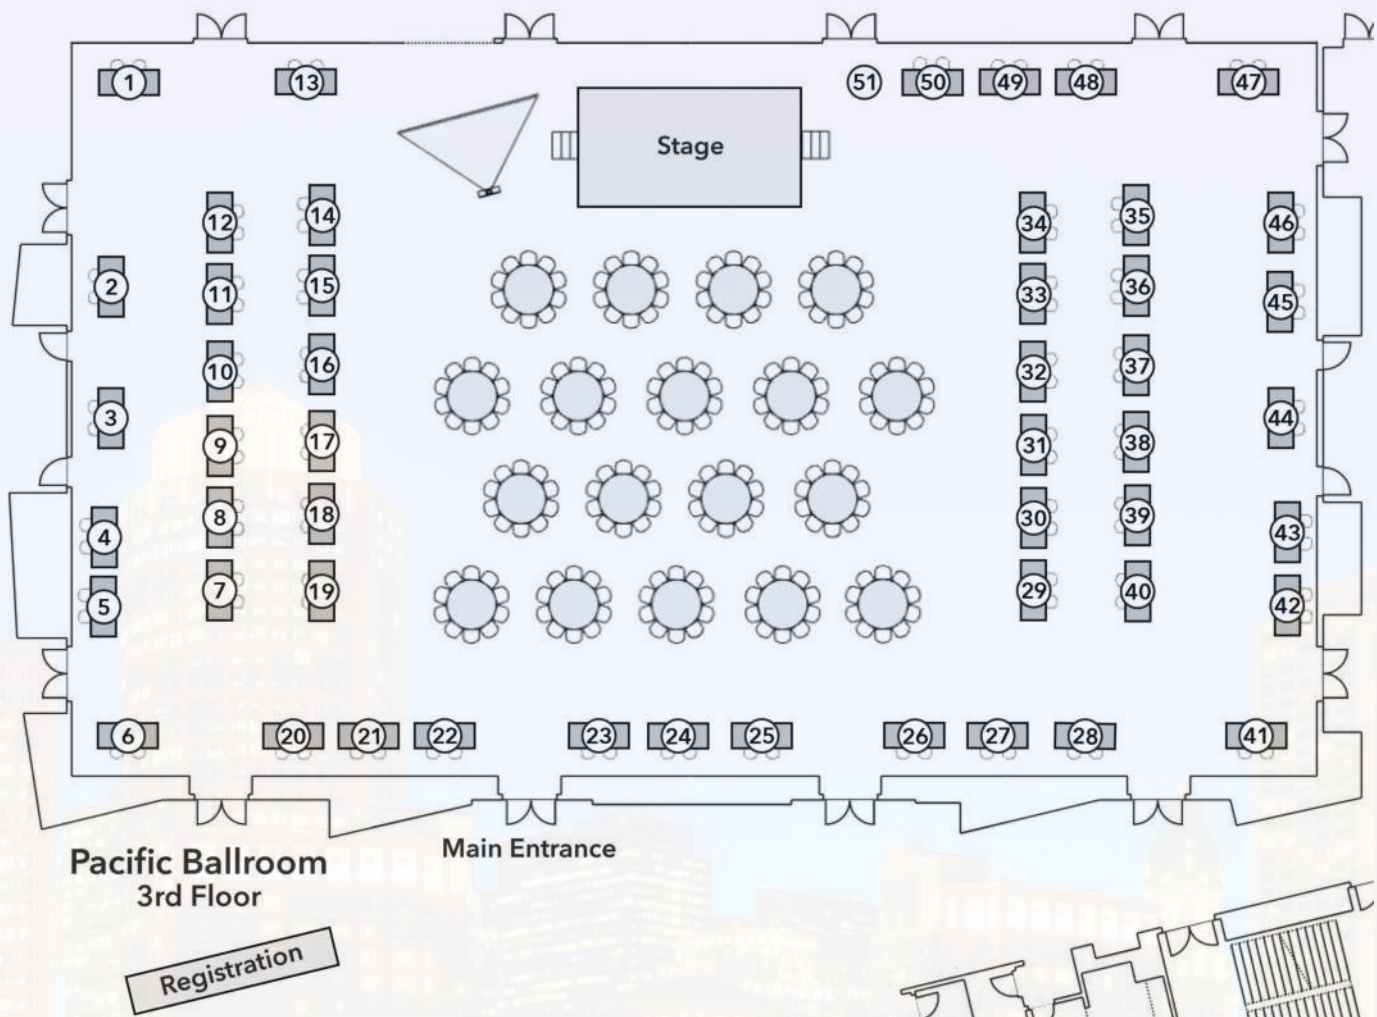 1 13 51 50 49 48 47
Stage
12 14 34 35 46
2 11 15 33 36 45
10 16 32 37
3 9 17 31 38 44
4 8 18 30 39 43
5 7 19 29 40 42
6 20 21 22 23 24 25 26 27 28 41
Main Entrance
Pacific Ballroom
3rd Floor
Registration